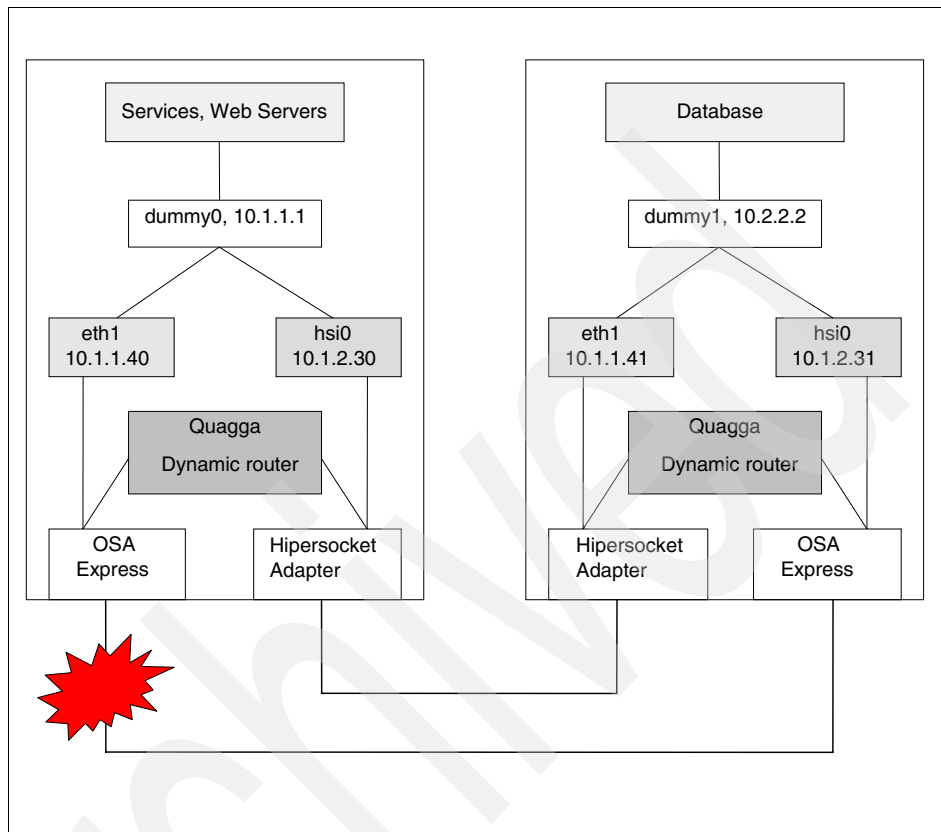 Services, Web Servers
dummy0, 10.1.1.1
eth1
10.1.1.40
hsi0
10.1.2.30
Quagga
Dynamic router
OSA
Express
Hipersocket
Adapter
Database
dummy1, 10.2.2.2
eth1
10.1.1.41
hsi0
10.1.2.31
Quagga
Dynamic router
Hipersocket
Adapter
OSA
Express